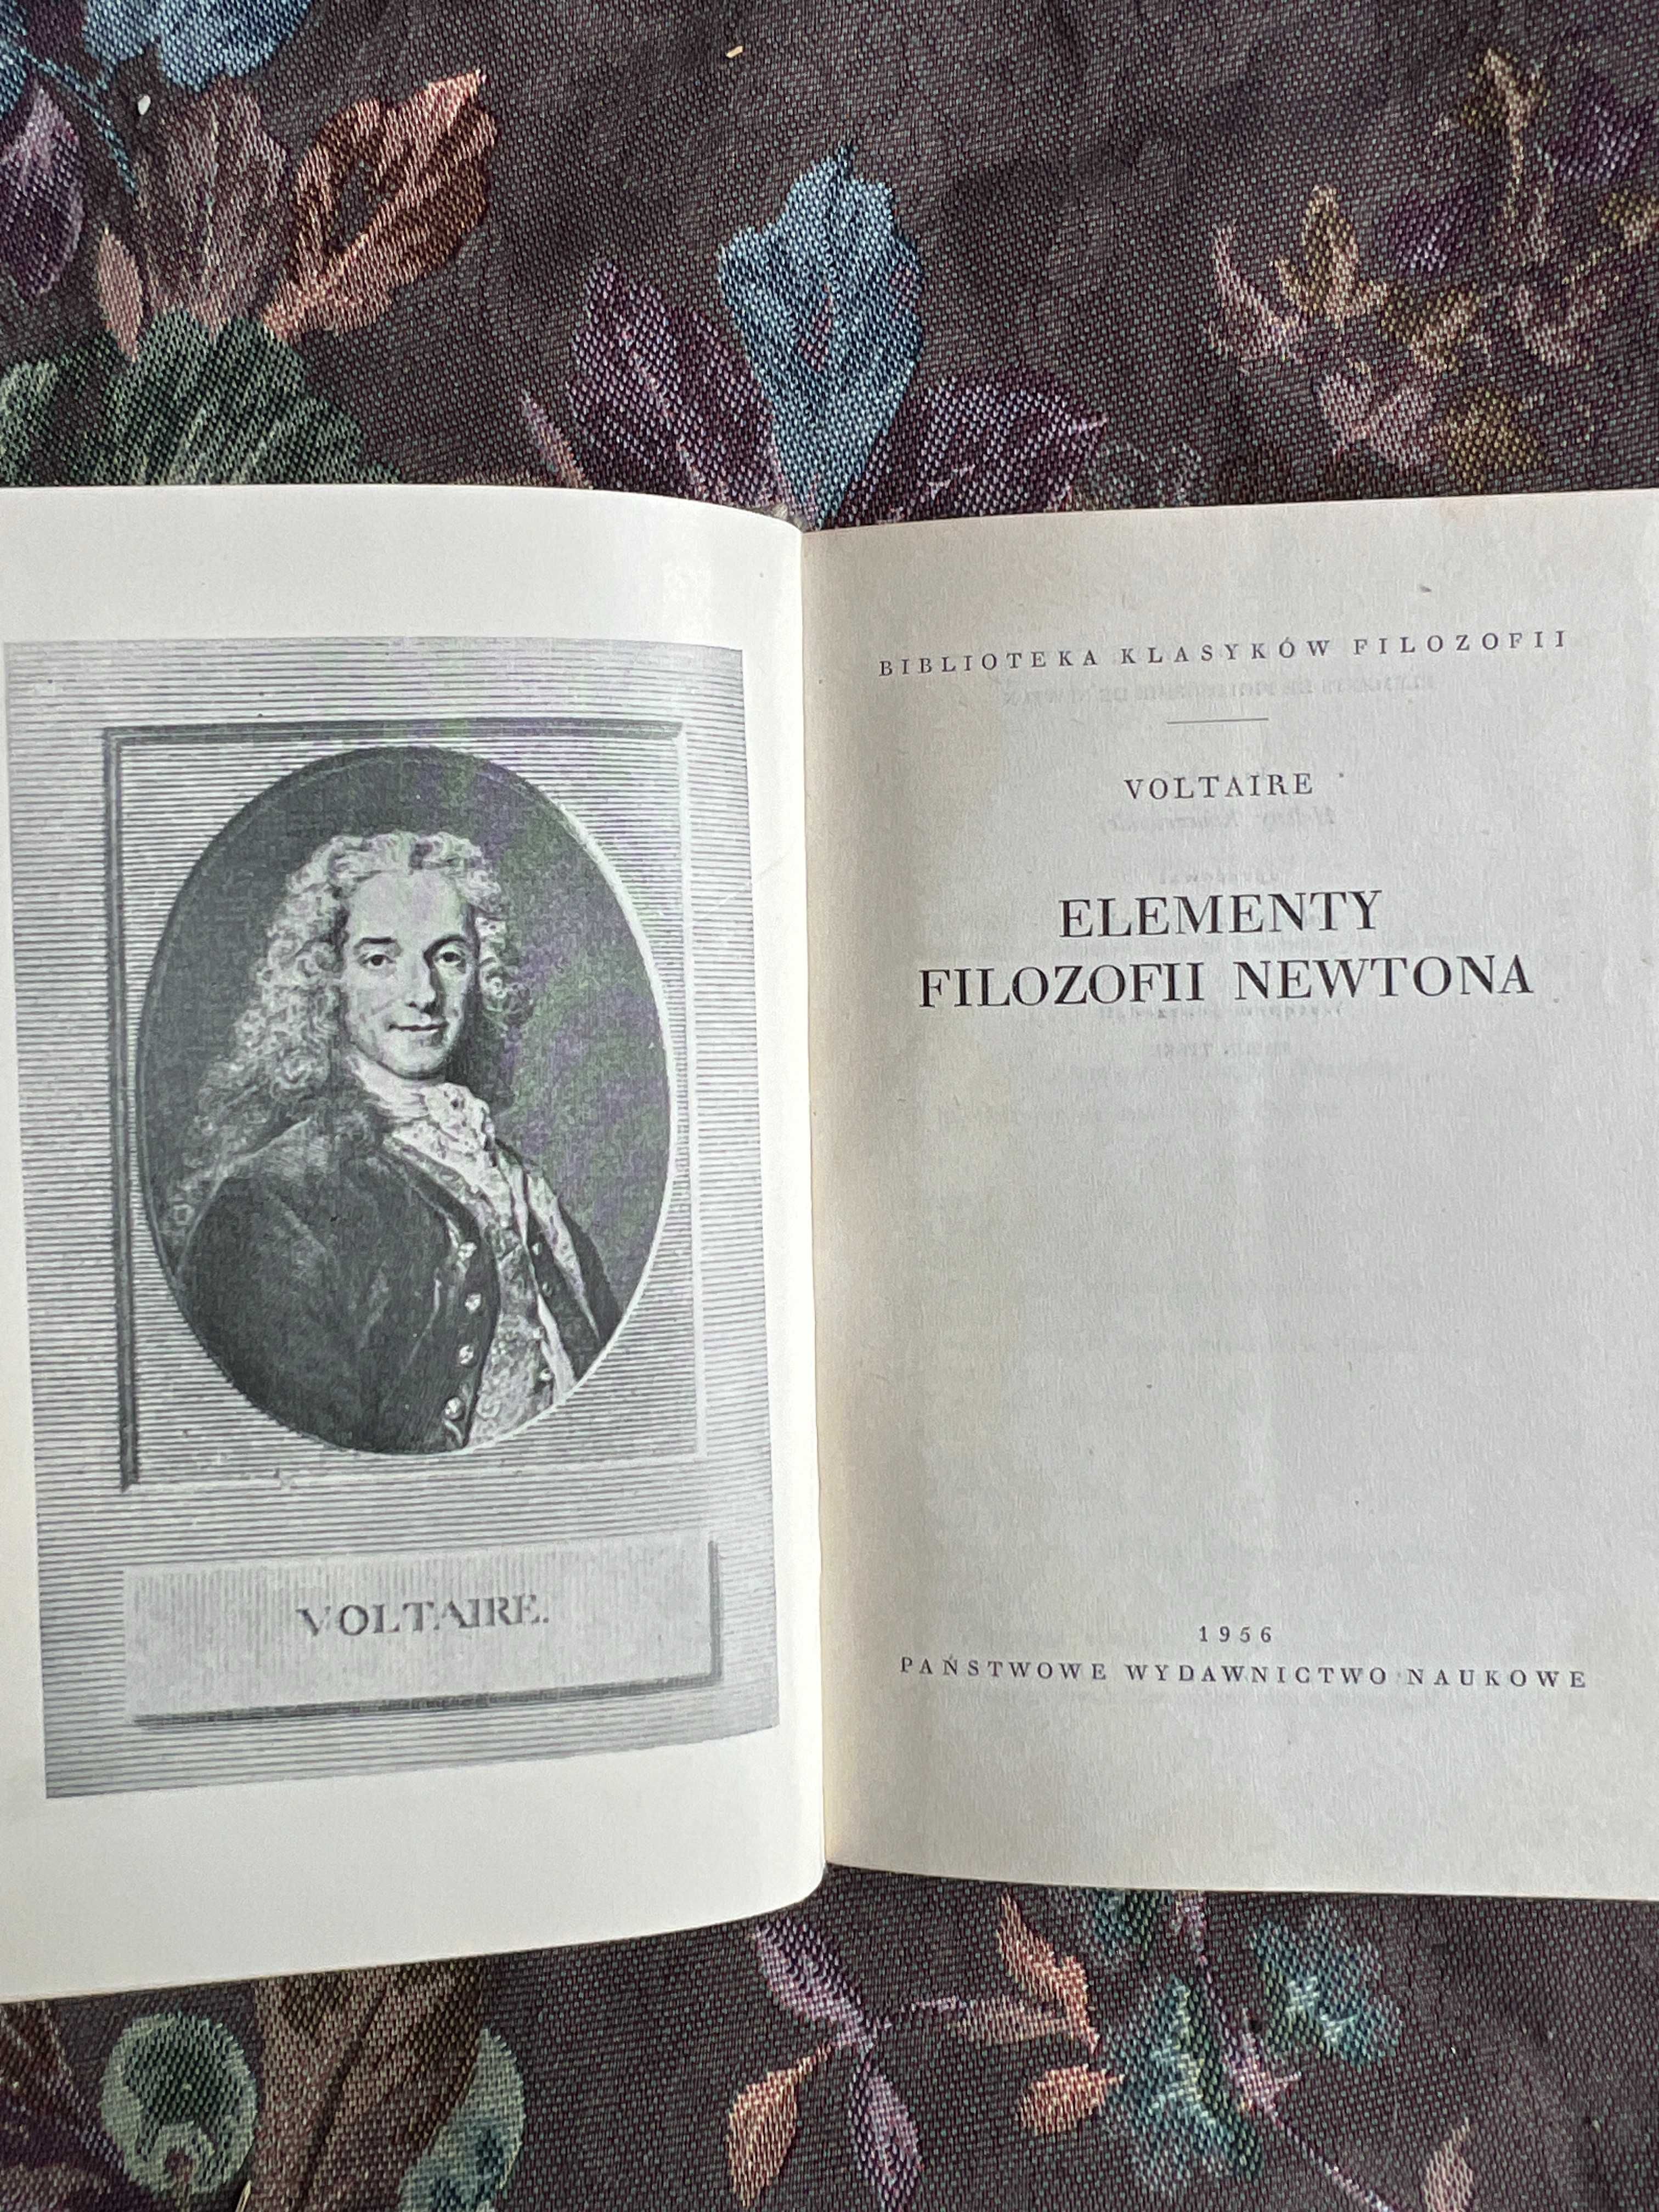 VOLTAIRE.
BIBLIOTEKA KLASYKÓW FILOZOFII
VOLTAIRE
ELEMENTY
FILOZOFII NEWTONA
1956
PAŃSTWOWE WYDAWNICTWO NAUKOWE